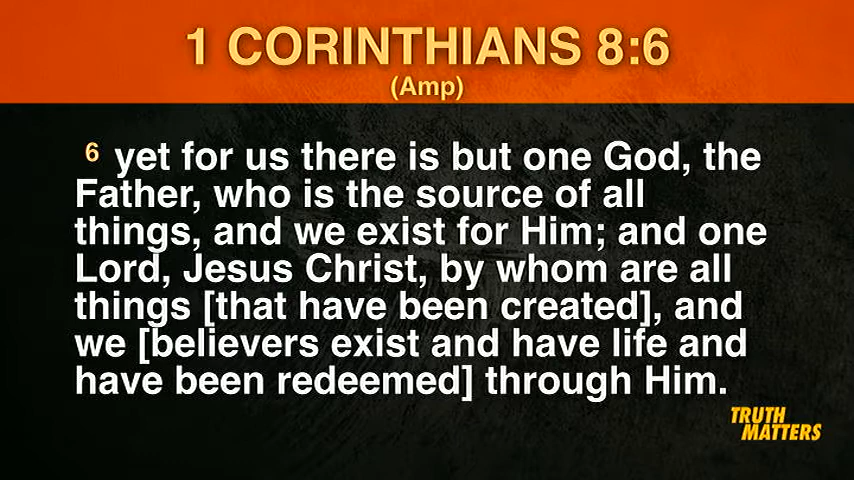 1 CORINTHIANS 8:6
(Amp)
6 yet for us there is but one God, the
Father, who is the source of all
things, and we exist for Him; and one
Lord, Jesus Christ, by whom are all
things [that have been created], and
we [believers exist and have life and
have been redeemed] through Him.
TRUTH
MATTERS